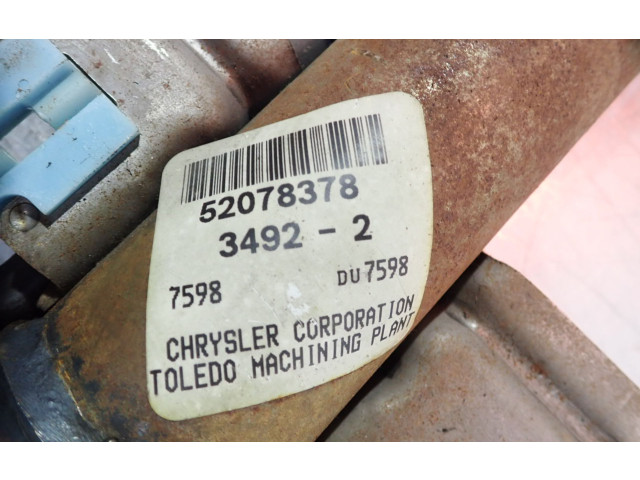 52078378
3492 - 2
7598 DU 7598
CHRYSLER CORPORATION
TOLEDO MACHINING PLANT